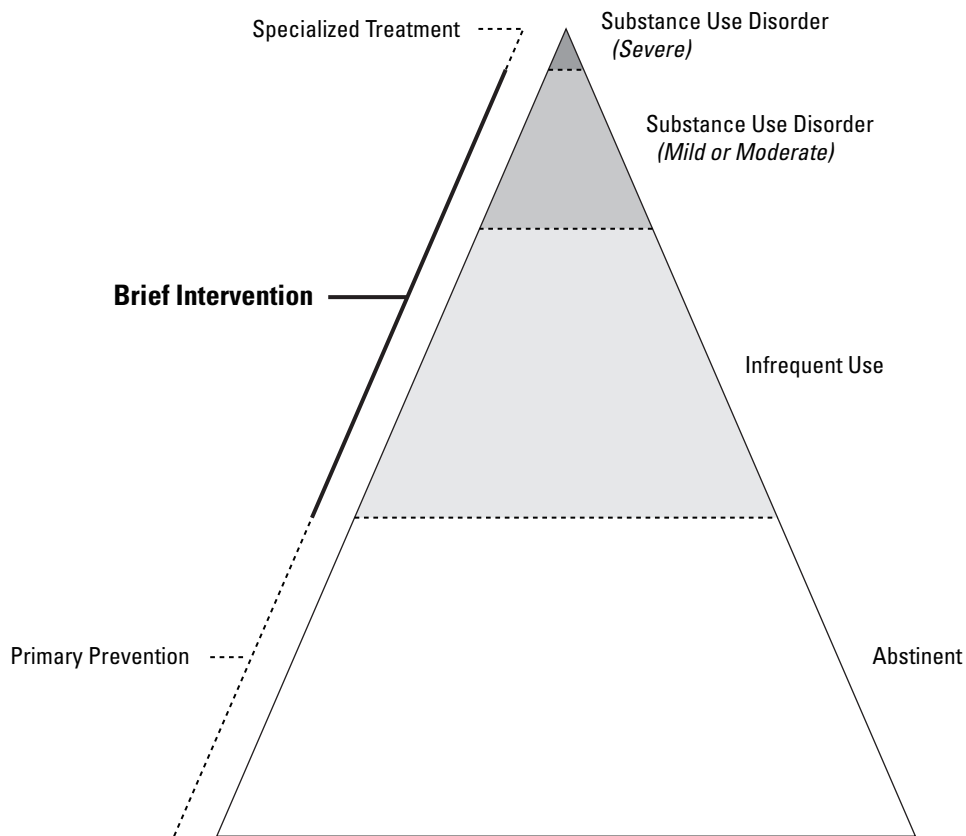 Specialized Treatment
Substance Use Disorder
(Severe)
Substance Use Disorder
(Mild or Moderate)
Brief Intervention
Infrequent Use
Primary Prevention
Abstinent